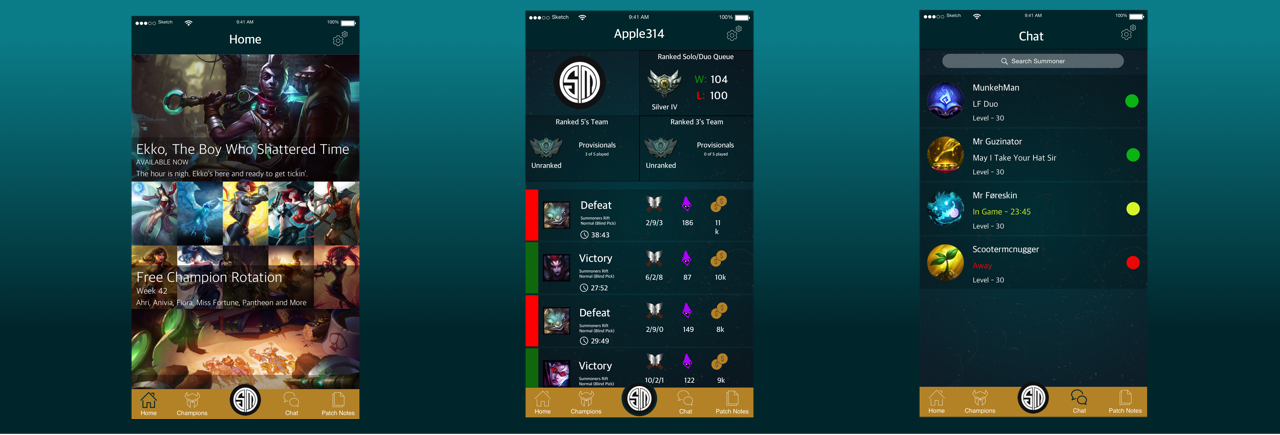 Sketch 9:41 AM 100%
Home
Ekko, The Boy Who Shattered Time
AVAILABLE NOW
The hour is nigh. Ekko's here and ready to get tickin'.
Free Champion Rotation
Week 42
Ahri, Anivia, Fiora, Miss Fortune, Pantheon and More
Home Champions SM Chat Patch Notes
Sketch 9:41 AM 100%
Apple314
SM
Ranked Solo/Duo Queue
W: 104
L: 100
Silver IV
Ranked 5's Team
Provisionals
3 of 5 played
Unranked
Ranked 3's Team
Provisionals
0 of 5 played
Unranked
Defeat
Summoners Rift
Normal (Blind Pick)
38:43
2/9/3 186 11
k
Victory
Summoners Rift
Normal (Blind Pick)
27:52
6/2/8 87 10k
Defeat
Summoners Rift
Normal (Blind Pick)
29:49
2/9/0 149 8k
Victory
Summoners Rift
Normal (Blind Pick)
10/2/1 122 9k
Home Champions SM Chat Patch Notes
Sketch 9:41 AM 100%
Chat
Search Summoner
MunkehMan
LF Duo
Level - 30
Mr Guzinator
May I Take Your Hat Sir
Level - 30
Mr Føreskin
In Game - 23:45
Level - 30
Scootermcnugger
Away
Level - 30
Home Champions SM Chat Patch Notes